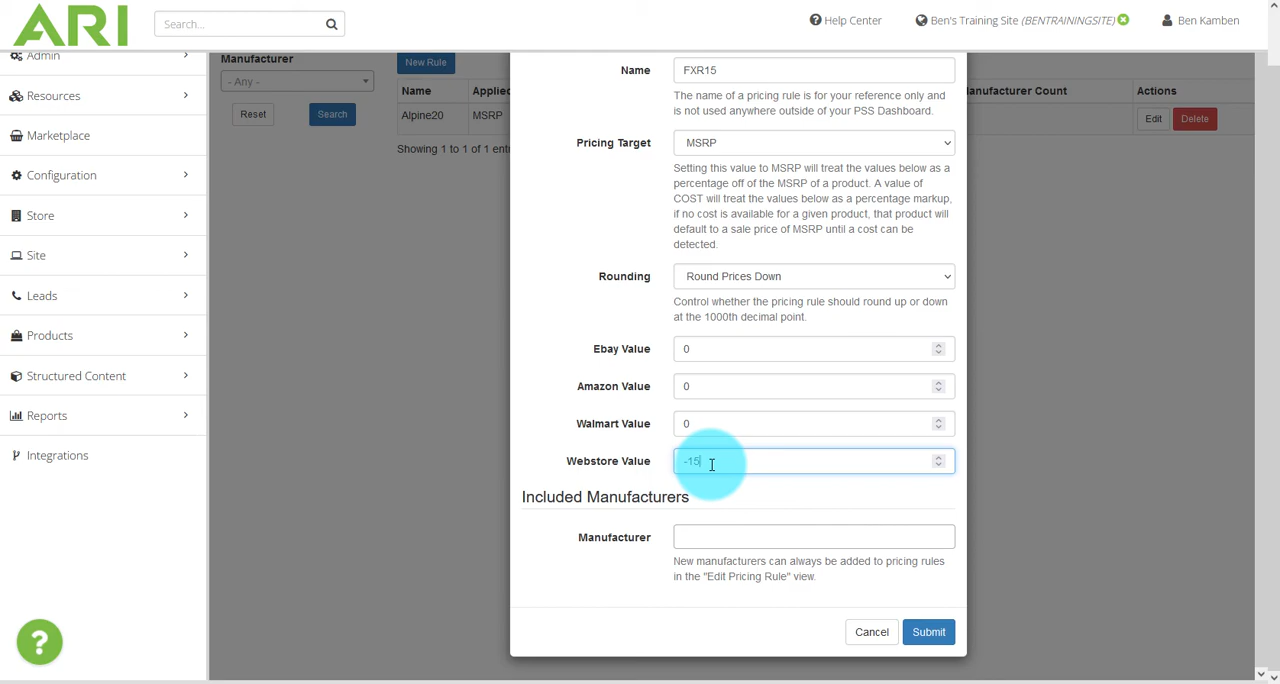 ARI
Search...
Help Center
Ben's Training Site (BENTRAININGSITE)
Ben Kamben
Admin
Resources
Marketplace
Configuration
Store
Site
Leads
Products
Structured Content
Reports
Integrations
?
Manufacturer
- Any -
Reset
Search
New Rule
Name
Applied
Manufacturer Count
Actions
Alpine20
MSRP
Edit
Delete
Showing 1 to 1 of 1
Name
FXR15
The name of a pricing rule is for your reference only and
is not used anywhere outside of your PSS Dashboard.
Pricing Target
MSRP
Setting this value to MSRP will treat the values below as a
percentage off of the MSRP of a product. A value of
COST will treat the values below as a percentage markup,
if no cost is available for a given product, that product will
default to a sale price of MSRP until a cost can be
detected.
Rounding
Round Prices Down
Control whether the pricing rule should round up or down
at the 1000th decimal point.
Ebay Value
0
Amazon Value
0
Walmart Value
0
Webstore Value
-15
Included Manufacturers
Manufacturer
New manufacturers can always be added to pricing rules
in the "Edit Pricing Rule" view.
Cancel
Submit